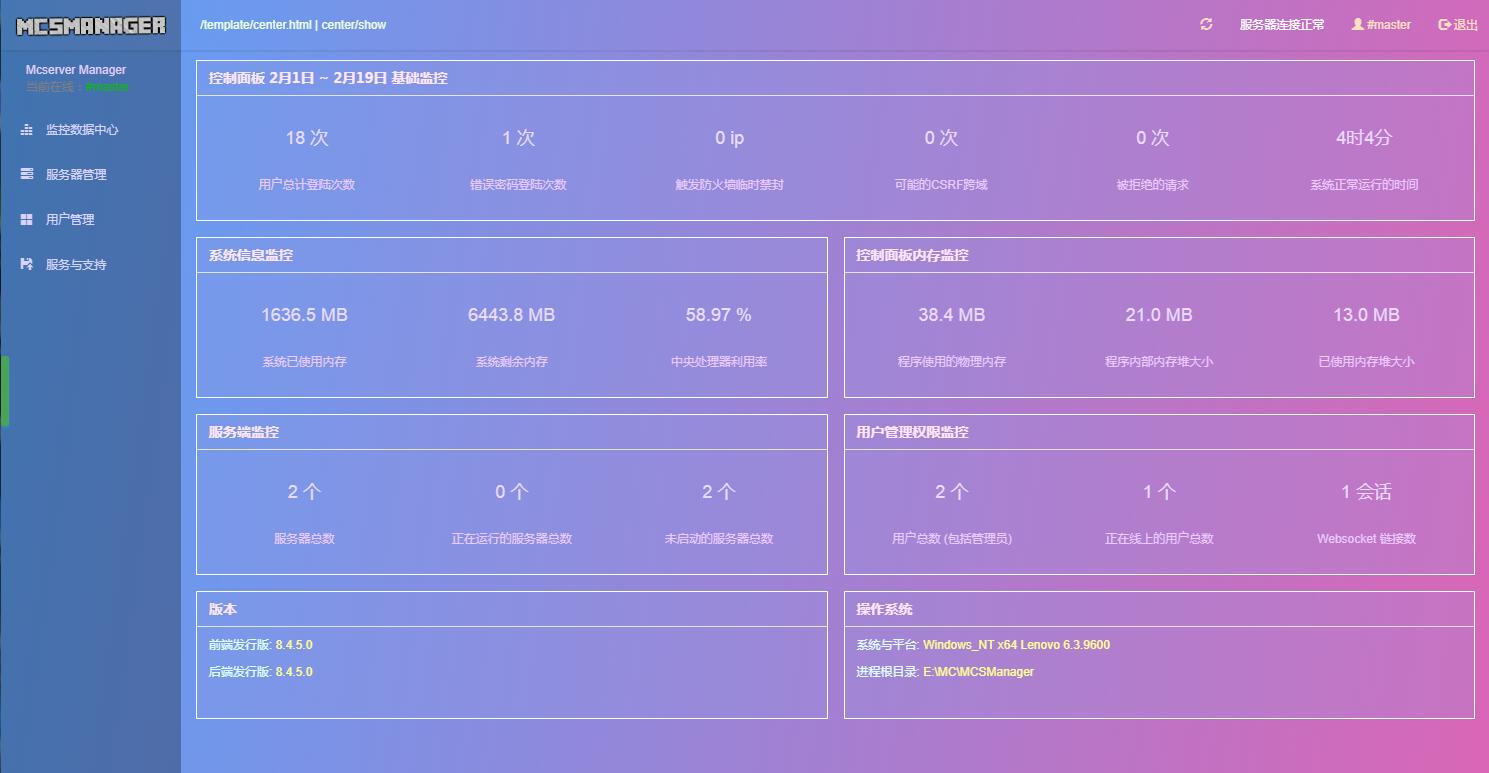 MCSMANAGER
/template/center.html | center/show
服务器连接正常
#master
退出
Mcserver Manager
当前在线 : #master
监控数据中心
服务器管理
用户管理
服务与支持
控制面板 2月1日 ~ 2月19日 基础监控
18 次 1 次 0 ip 0 次 0 次 4时4分
用户总计登陆次数 错误密码登陆次数 触发防火墙临时禁封 可能的CSRF跨域 被拒绝的请求 系统正常运行的时间
系统信息监控
1636.5 MB 6443.8 MB 58.97 %
系统已使用内存 系统剩余内存 中央处理器利用率
控制面板内存监控
38.4 MB 21.0 MB 13.0 MB
程序使用的物理内存 程序内部内存堆大小 已使用内存堆大小
服务端监控
2 个 0 个 2 个
服务器总数 正在运行的服务器总数 未启动的服务器总数
用户管理权限监控
2 个 1 个 1 会话
用户总数 (包括管理员) 正在线上的用户总数 Websocket 链接数
版本
前端发行版: 8.4.5.0
后端发行版: 8.4.5.0
操作系统
系统与平台: Windows_NT x64 Lenovo 6.3.9600
进程根目录: E:\MC\MCSManager